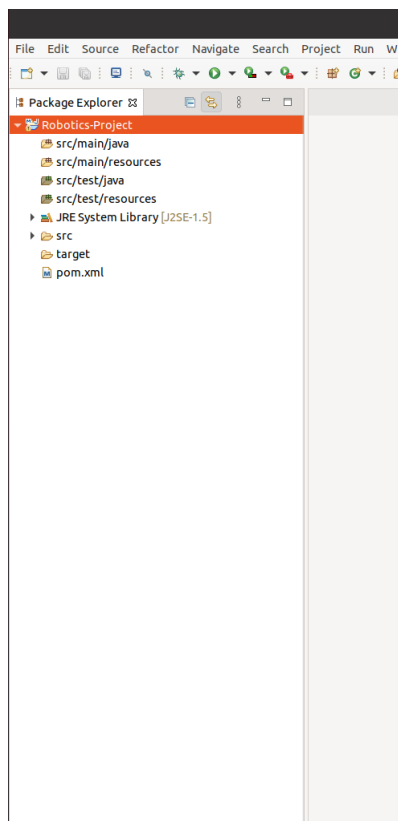 File Edit Source Refactor Navigate Search Project Run W
Package Explorer
Robotics-Project
src/main/java
src/main/resources
src/test/java
src/test/resources
JRE System Library [J2SE-1.5]
src
target
pom.xml